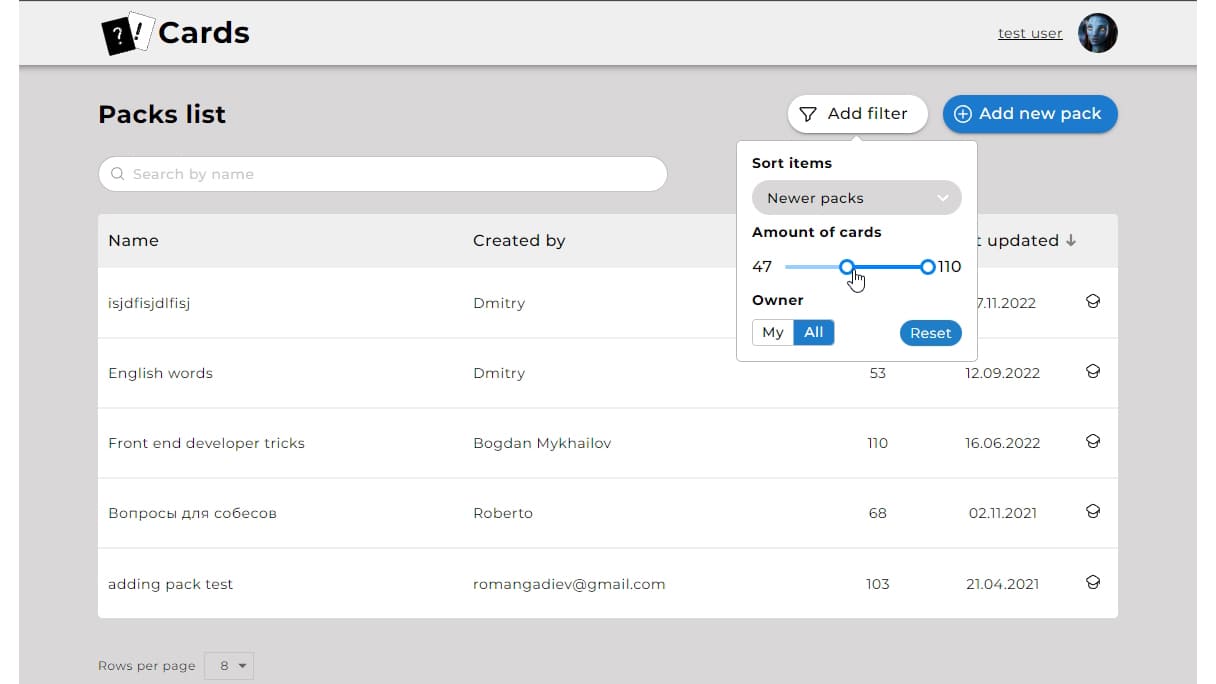 ?! Cards
test user
Packs list
Add filter
Add new pack
Search by name
Sort items
Newer packs
Amount of cards
47 110
Owner
My All Reset
Name Created by updated
isjdfisjdlfisj Dmitry 7.11.2022
English words Dmitry 53 12.09.2022
Front end developer tricks Bogdan Mykhailov 110 16.06.2022
Вопросы для собесов Roberto 68 02.11.2021
adding pack test romangadiev@gmail.com 103 21.04.2021
Rows per page 8